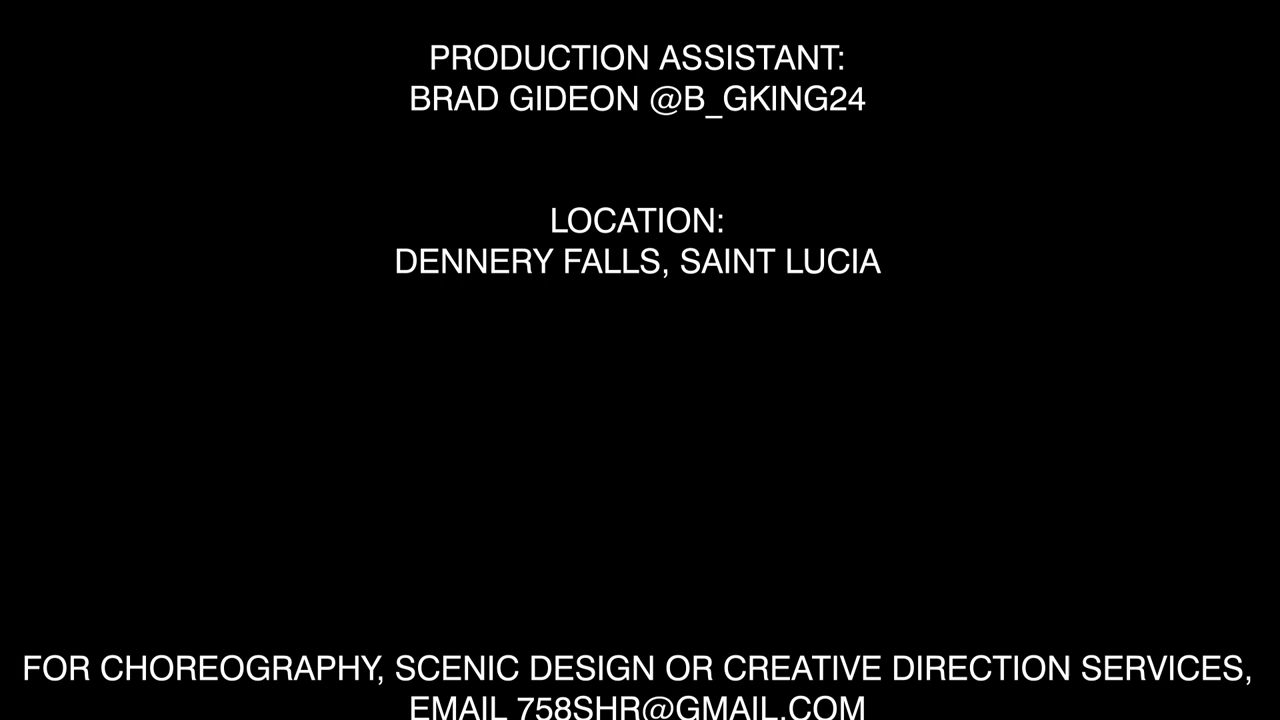 PRODUCTION ASSISTANT:
BRAD GIDEON @B_GKING24
LOCATION:
DENNERY FALLS, SAINT LUCIA
FOR CHOREOGRAPHY, SCENIC DESIGN OR CREATIVE DIRECTION SERVICES,
EMAIL 758SHR@GMAIL.COM